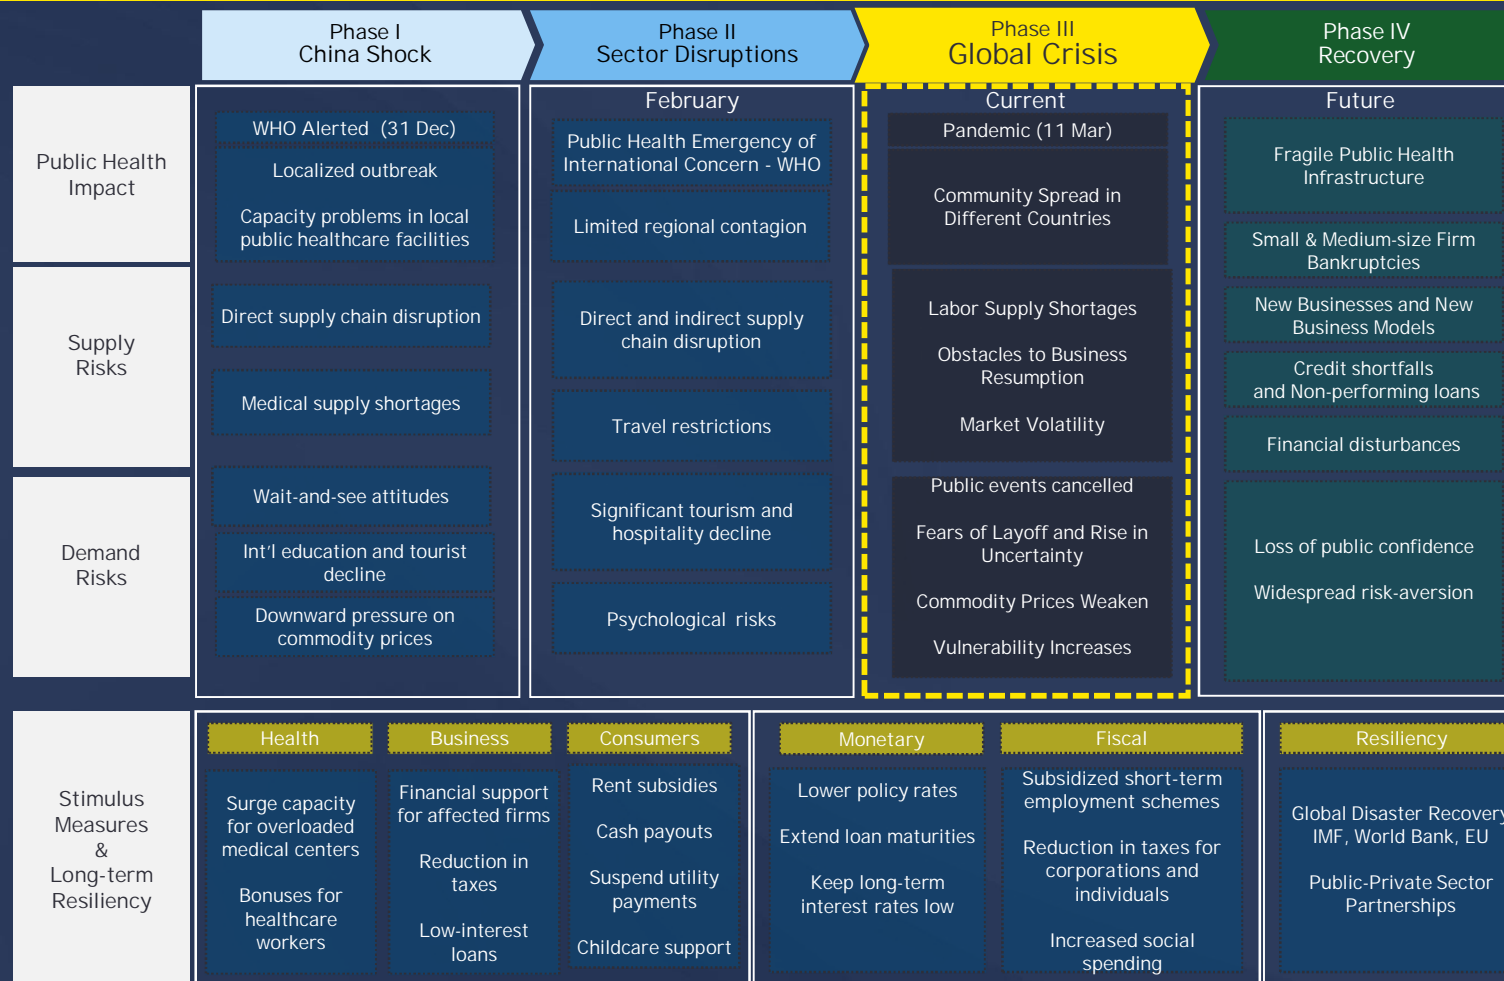 Phase I
China Shock
Phase II
Sector Disruptions
Phase III
Global Crisis
Phase IV
Recovery
Public Health
Impact
WHO Alerted (31 Dec)
Localized outbreak
Capacity problems in local
public healthcare facilities
February
Public Health Emergency of
International Concern - WHO
Limited regional contagion
Current
Pandemic (11 Mar)
Community Spread in
Different Countries
Future
Fragile Public Health
Infrastructure
Small & Medium-size Firm
Bankruptcies
Supply
Risks
Direct supply chain disruption
Medical supply shortages
Direct and indirect supply
chain disruption
Travel restrictions
Labor Supply Shortages
Obstacles to Business
Resumption
Market Volatility
New Businesses and New
Business Models
Credit shortfalls
and Non-performing loans
Financial disturbances
Demand
Risks
Wait-and-see attitudes
Int'l education and tourist
decline
Downward pressure on
commodity prices
Significant tourism and
hospitality decline
Psychological risks
Public events cancelled
Fears of Layoff and Rise in
Uncertainty
Commodity Prices Weaken
Vulnerability Increases
Loss of public confidence
Widespread risk-aversion
Stimulus
Measures
&
Long-term
Resiliency
Health
Surge capacity
for overloaded
medical centers
Bonuses for
healthcare
workers
Business
Financial support
for affected firms
Reduction in
taxes
Low-interest
loans
Consumers
Rent subsidies
Cash payouts
Suspend utility
payments
Childcare support
Monetary
Lower policy rates
Extend loan maturities
Keep long-term
interest rates low
Fiscal
Subsidized short-term
employment schemes
Reduction in taxes for
corporations and
individuals
Increased social
spending
Resiliency
Global Disaster Recovery
IMF, World Bank, EU
Public-Private Sector
Partnerships